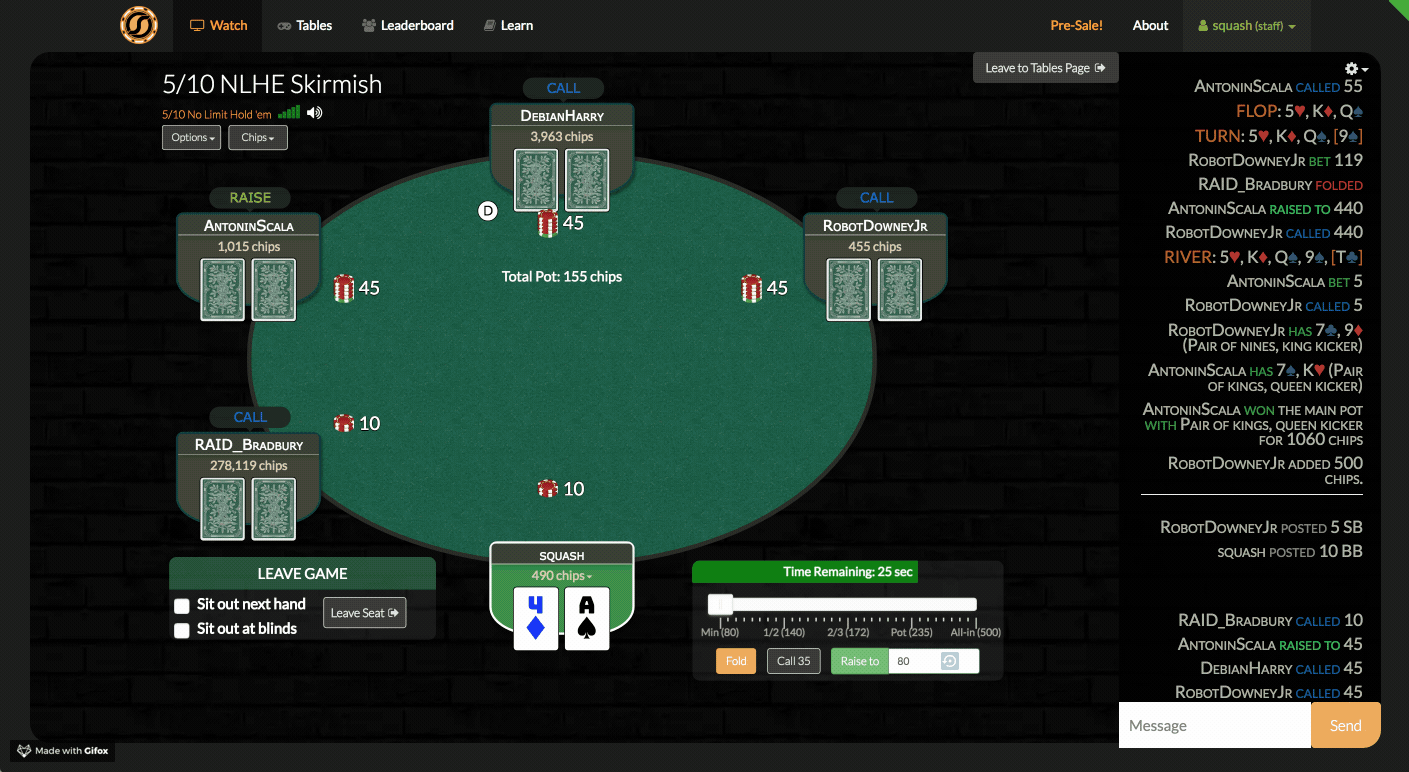 Watch
Tables
Leaderboard
Learn
Pre-Sale!
About
squash (staff)
5/10 NLHE Skirmish
5/10 No Limit Hold 'em
Options
Chips
Leave to Tables Page
CALL
DebianHarry
3,963 chips
D
45
RAISE
AntoninScala
1,015 chips
45
Total Pot: 155 chips
CALL
RobotDowneyJr
455 chips
45
CALL
RAID_Bradbury
278,119 chips
10
10
squash
490 chips
4♦ A♠
LEAVE GAME
Sit out next hand
Sit out at blinds
Leave Seat
Time Remaining: 25 sec
Min (80) 1/2 (140) 2/3 (172) Pot (235) All-in (500)
Fold
Call 35
Raise to
80
AntoninScala called 55
FLOP: 5♥, K♦, Q♠
TURN: 5♥, K♦, Q♠, [9♠]
RobotDowneyJr bet 119
RAID_Bradbury folded
AntoninScala raised to 440
RobotDowneyJr called 440
RIVER: 5♥, K♦, Q♠, 9♠, [T♣]
AntoninScala bet 5
RobotDowneyJr called 5
RobotDowneyJr has 7♣, 9♦
(Pair of nines, king kicker)
AntoninScala has 7♠, K♥ (Pair
of kings, queen kicker)
AntoninScala won the main pot
with Pair of kings, queen kicker
for 1060 chips
RobotDowneyJr added 500
chips.
RobotDowneyJr posted 5 SB
squash posted 10 BB
RAID_Bradbury called 10
AntoninScala raised to 45
DebianHarry called 45
RobotDowneyJr called 45
Message
Send
Made with Gifox